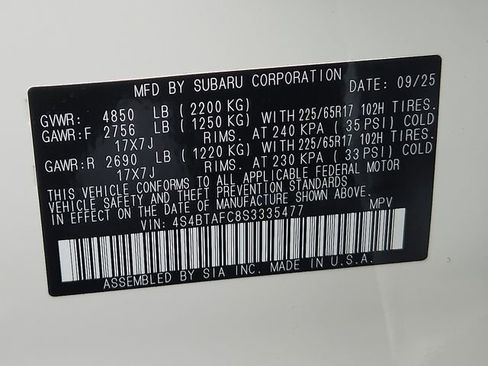 MFD BY SUBARU CORPORATION DATE: 09/25
GVWR: 4850 LB (2200 KG)
GAWR:F 2756 LB (1250 KG) WITH 225/65R17 102H TIRES.
17X7J RIMS. AT 240 KPA (35 PSI) COLD
GAWR:R 2690 LB (1220 KG) WITH 225/65R17 102H TIRES.
17X7J RIMS. AT 230 KPA (33 PSI) COLD
THIS VEHICLE CONFORMS TO ALL APPLICABLE FEDERAL MOTOR
VEHICLE SAFETY AND THEFT PREVENTION STANDARDS
IN EFFECT ON THE DATE OF MANUFACTURE SHOWN ABOVE.
VIN: 4S4BTAFC8S3335477 MPV
ASSEMBLED BY SIA INC. MADE IN U.S.A.